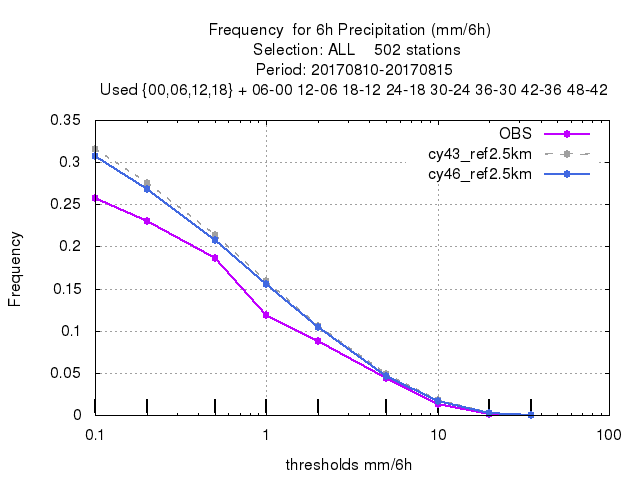 Frequency for 6h Precipitation (mm/6h)
Selection: ALL 502 stations
Period: 20170810-20170815
Used {00,06,12,18} + 06-00 12-06 18-12 24-18 30-24 36-30 42-36 48-42
0.35
0.3
0.25
0.2
0.15
0.1
0.05
0
Frequency
OBS
cy43_ref2.5km
cy46_ref2.5km
0.1 1 10 100
thresholds mm/6h